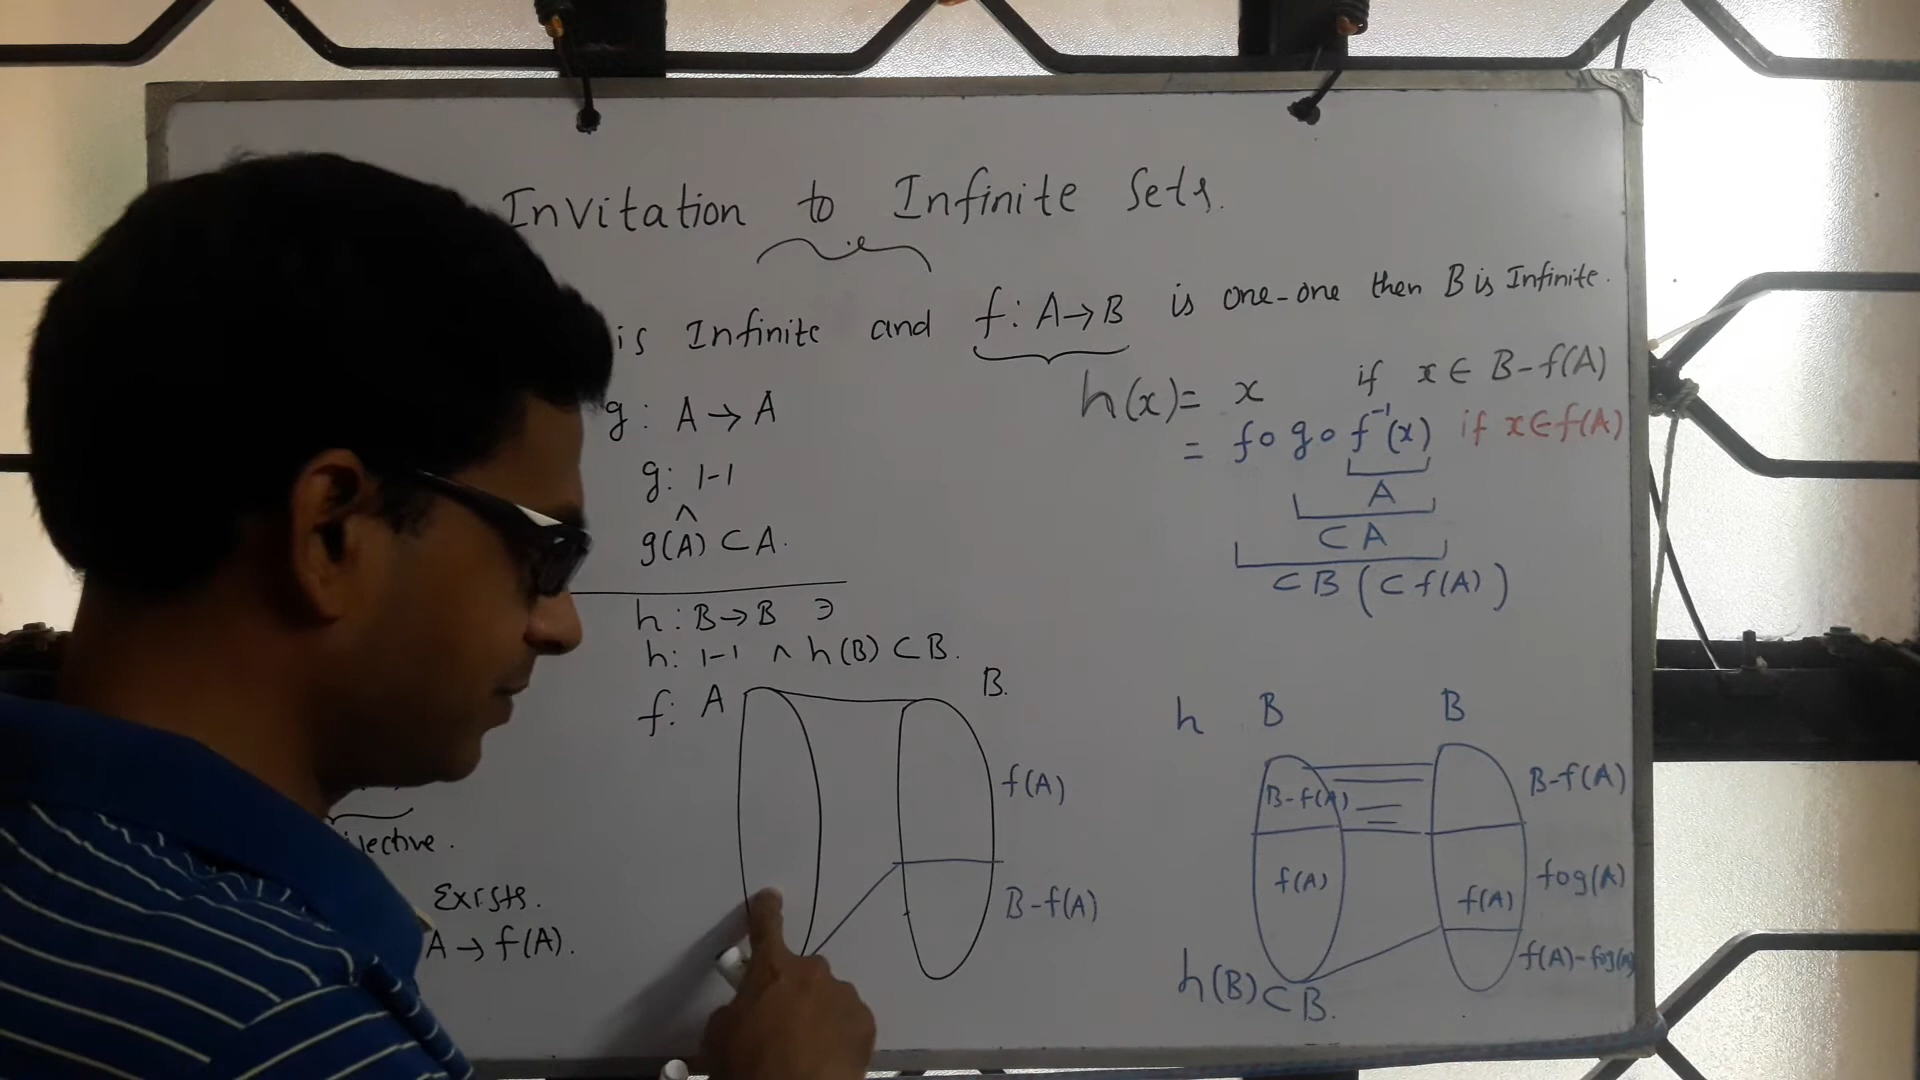 Invitation to Infinite Sets.
is Infinite and f: A→B is one-one then B is Infinite.
g: A→A
g: 1-1
∧
g(A) ⊂ A.
h: B→B ∋
h: 1-1 ∧ h(B) ⊂ B.
f: A B.
f(A)
B-f(A)
jective.
Exists.
A → f(A).
h(x) = x if x ∈ B-f(A)
= f∘g∘f⁻¹(x) if x∈f(A)
A
⊂ A
⊂ B (⊂ f(A))
h B B
B-f(A) B-f(A)
f(A) f(A) fog(A)
f(A)-fog(A)
h(B) ⊂ B.